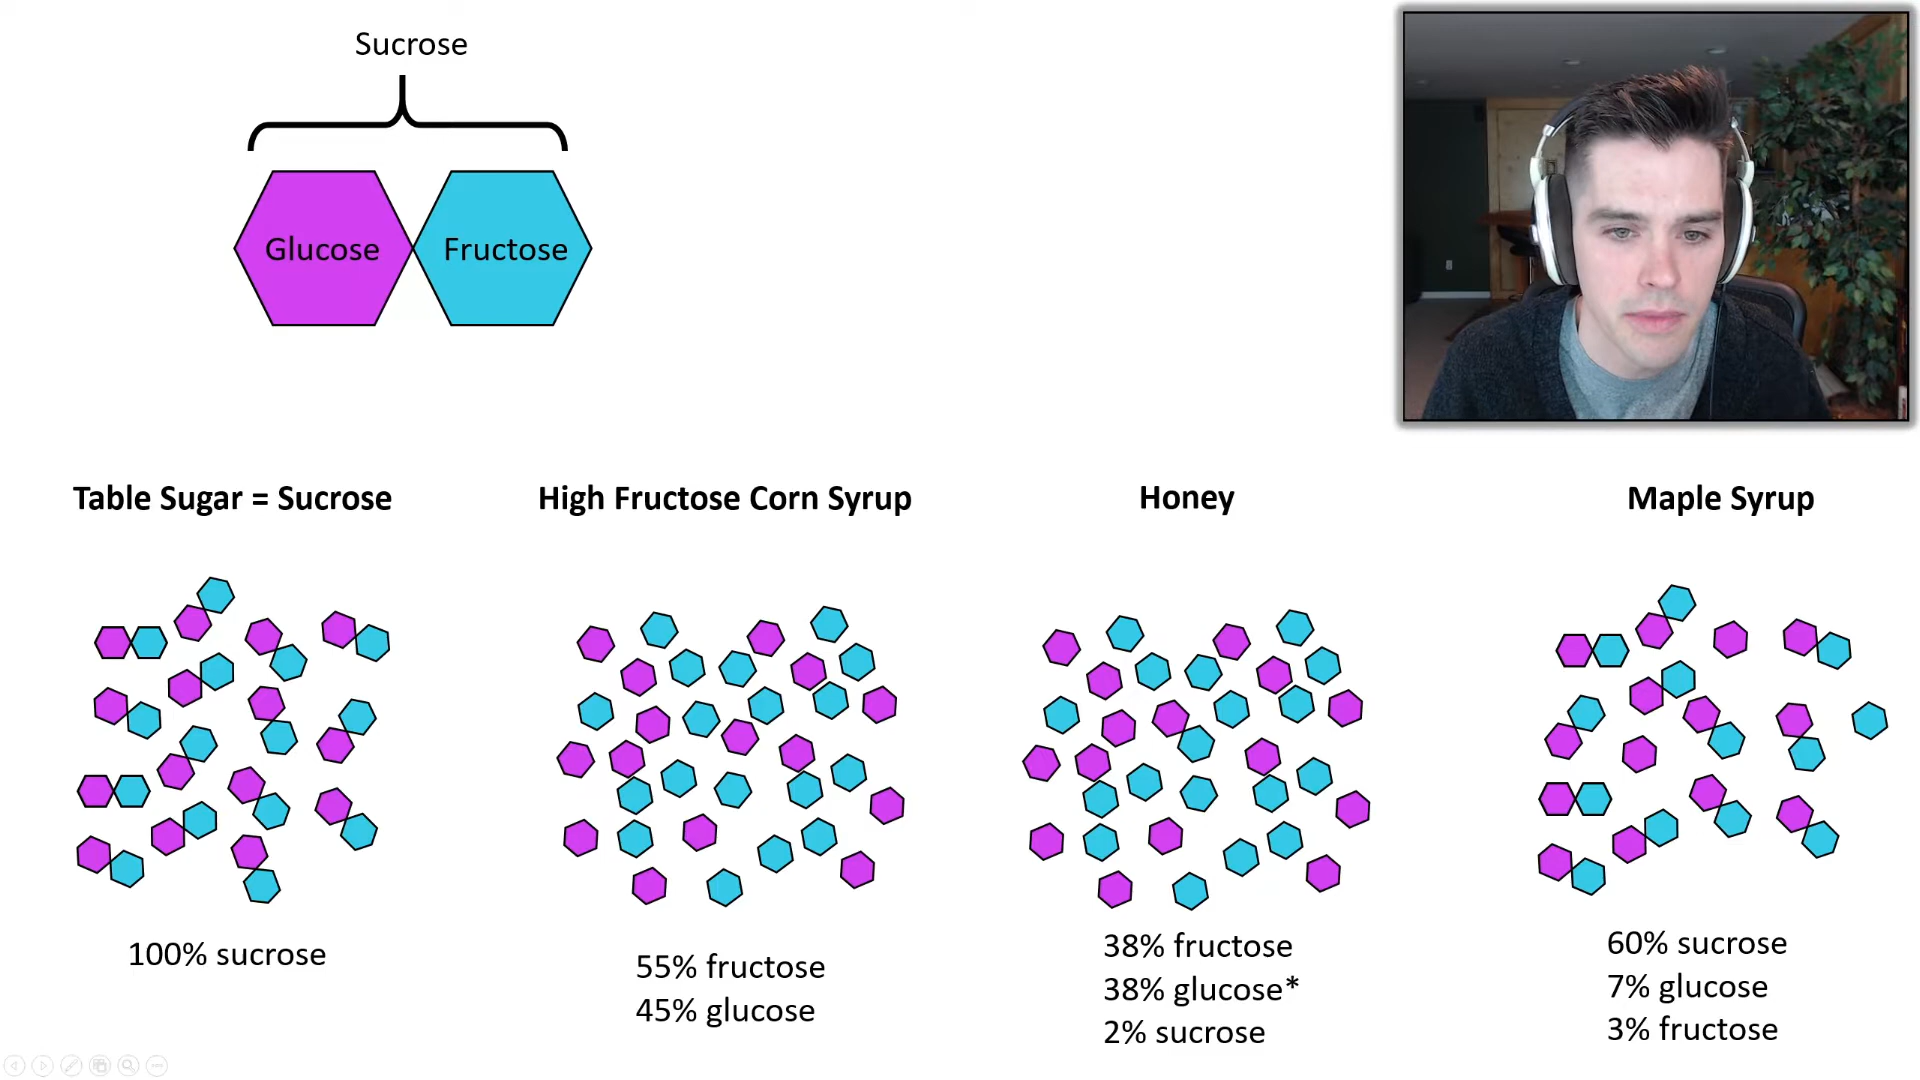 Sucrose
Glucose
Fructose
Table Sugar = Sucrose
100% sucrose
High Fructose Corn Syrup
55% fructose
45% glucose
Honey
38% fructose
38% glucose*
2% sucrose
Maple Syrup
60% sucrose
7% glucose
3% fructose